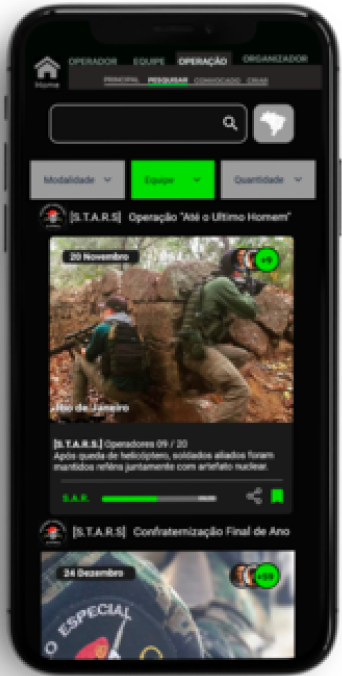 OPERADOR EQUIPE OPERAÇÃO ORGANIZADOR
Home
PRINCIPAL PESQUISAR CONVOCADO CRIAR
Modalidade Equipe Quantidade
[S.T.A.R.S] Operação "Até o Ultimo Homem"
20 Novembro +9
Rio de Janeiro
[S.T.A.R.S.] Operadores 09 / 20
Após queda de helicóptero, soldados aliados foram
mantidos reféns juntamente com artefato nuclear.
S.A.R.
[S.T.A.R.S] Confraternização Final de Ano
24 Dezembro +59
O ESPECIAL